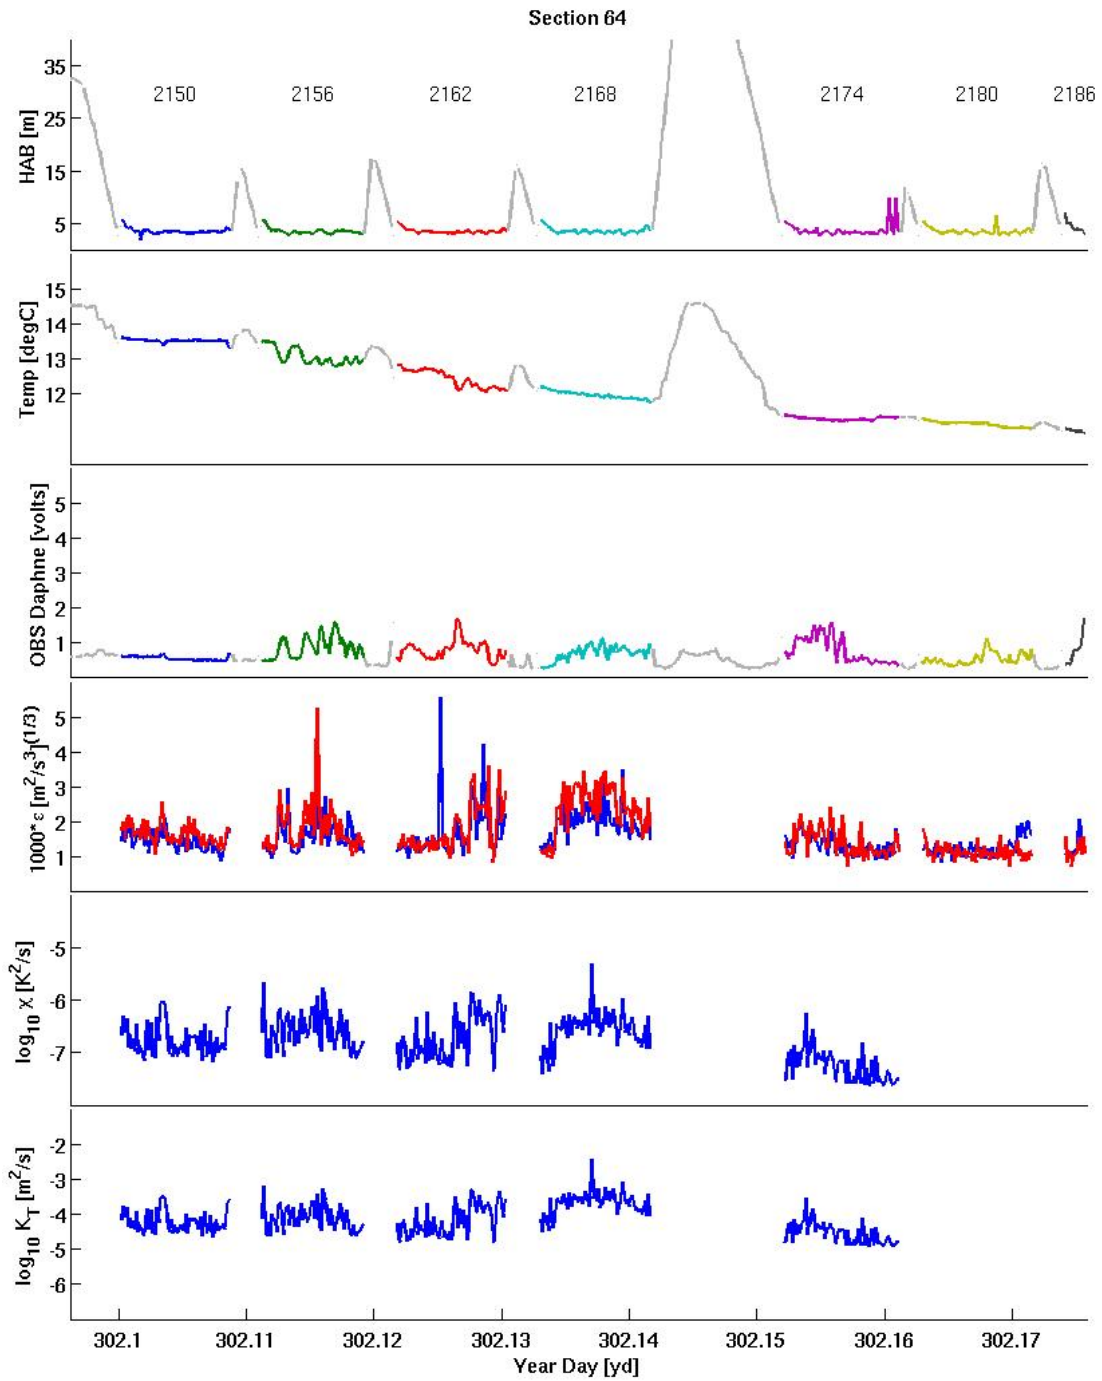 Section 64
HAB [m]
35
25
15
5
2150 2156 2162 2168 2174 2180 2186
Temp [degC]
15
14
13
12
OBS Daphne [volts]
5
4
3
2
1
1000*ε [m²/s³]^(1/3)
5
4
3
2
1
log₁₀ χ [K²/s]
-5
-6
-7
log₁₀ K_T [m²/s]
-2
-3
-4
-5
-6
302.1 302.11 302.12 302.13 302.14 302.15 302.16 302.17
Year Day [yd]